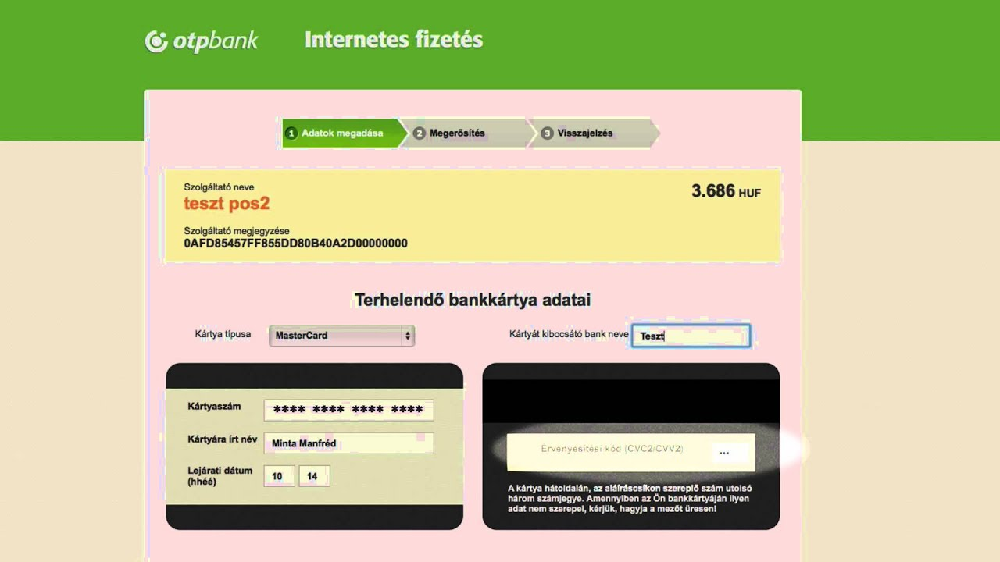 otpbank
Internetes fizetés
1 Adatok megadása
2 Megerősítés
3 Visszajelzés
Szolgáltató neve
teszt pos2
3.686 HUF
Szolgáltató megjegyzése
0AFD85457FF855DD80B40A2D00000000
Terhelendő bankkártya adatai
Kártya típusa
MasterCard
Kártyát kibocsátó bank neve
Teszt
Kártyaszám
**** **** **** ****
Kártyára írt név
Minta Manfréd
Lejárati dátum
(hhéé)
10
14
Érvényesítési kód (CVC2/CVV2)
...
A kártya hátoldalán, az aláíráscsíkon szereplő szám utolsó
három számjegye. Amennyiben az Ön bankkártyáján ilyen
adat nem szerepel, kérjük, hagyja a mezőt üresen!